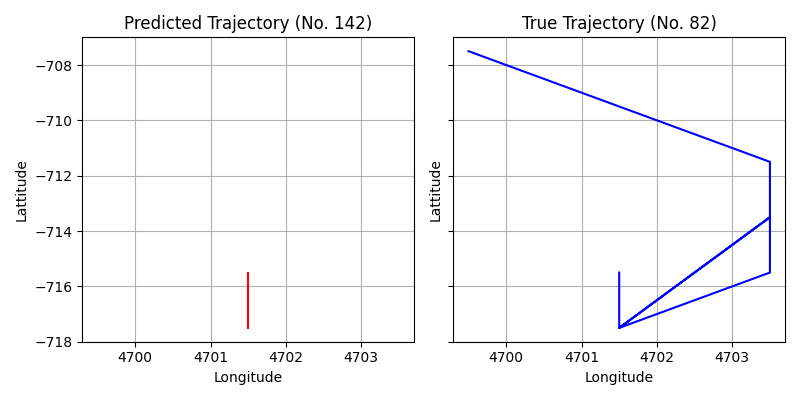 Predicted Trajectory (No. 142)
True Trajectory (No. 82)
Lattitude
−708
−710
−712
−714
−716
−718
4700 4701 4702 4703
Longitude
Lattitude
4700 4701 4702 4703
Longitude